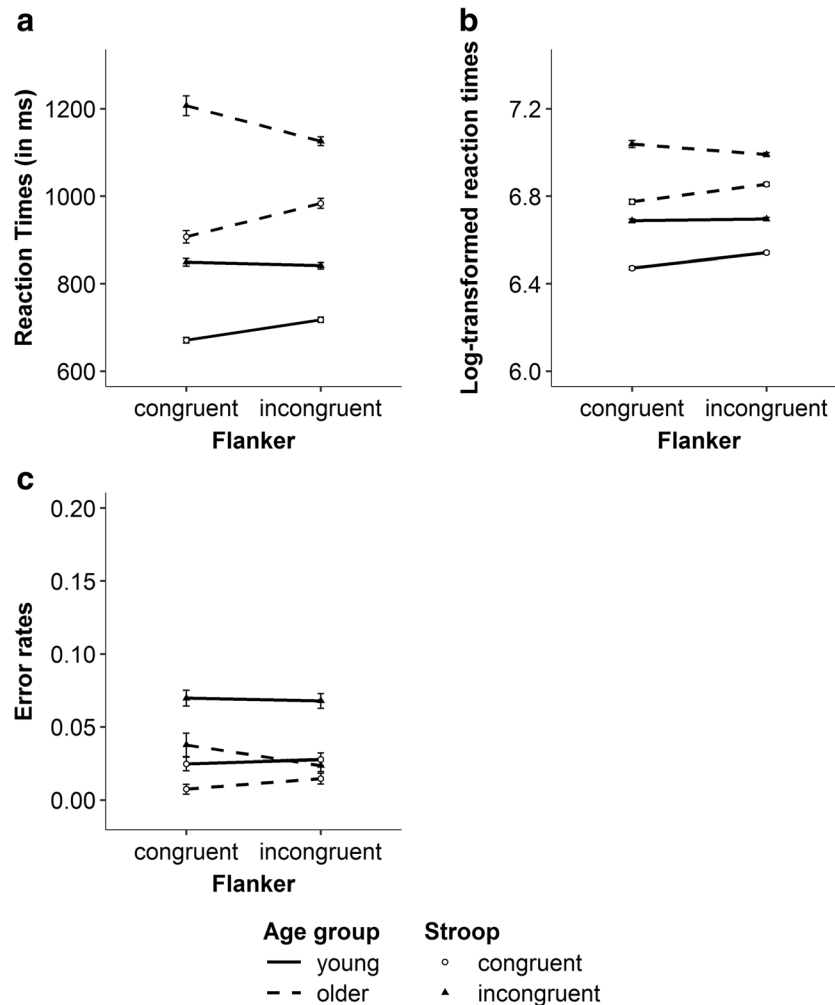 a
Reaction Times (in ms)
1200
1000
800
600
congruent incongruent
Flanker
b
Log-transformed reaction times
7.2
6.8
6.4
6.0
congruent incongruent
Flanker
c
Error rates
0.20
0.15
0.10
0.05
0.00
congruent incongruent
Flanker
Age group
young
older
Stroop
congruent
incongruent